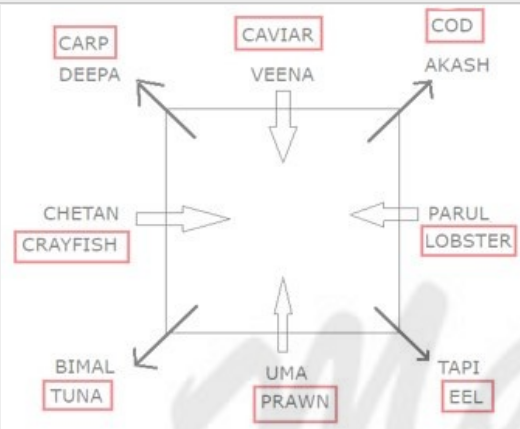 CARP CAVIAR COD
DEEPA VEENA AKASH
CHETAN PARUL
CRAYFISH LOBSTER
BIMAL UMA TAPI
TUNA PRAWN EEL